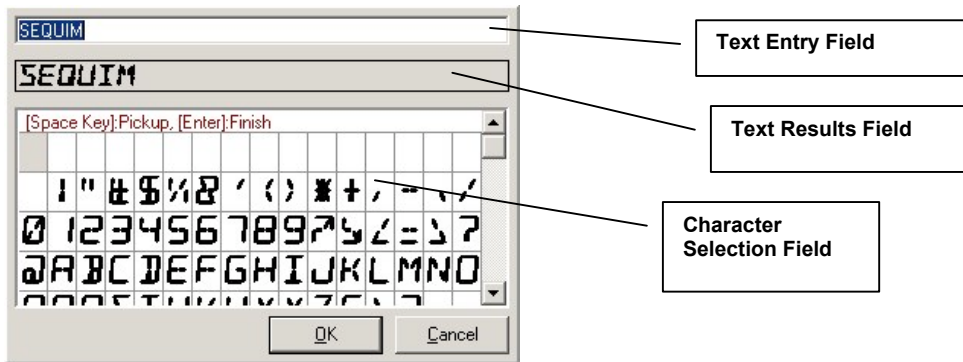 SEQUIM
SEQUIM
[Space Key]:Pickup, [Enter]:Finish
! " # $ % & ' ( ) * + , - . /
0 1 2 3 4 5 6 7 8 9 = ?
@ A B C D E F G H I J K L M N O
OK Cancel
Text Entry Field
Text Results Field
Character
Selection Field